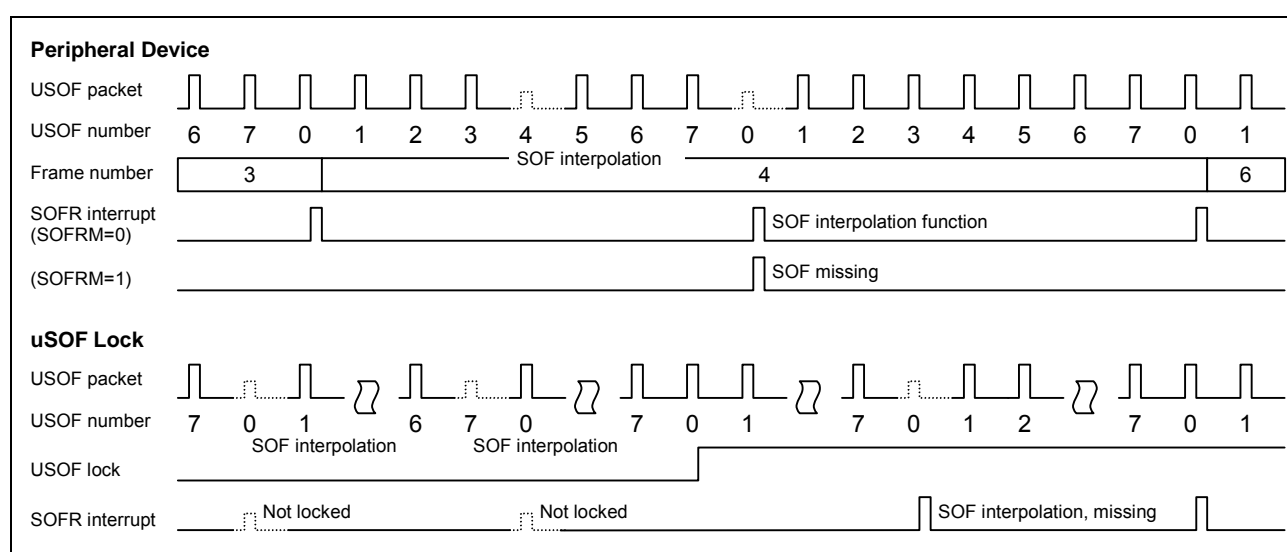 Peripheral Device
USOF packet
USOF number 6 7 0 1 2 3 4 5 6 7 0 1 2 3 4 5 6 7 0 1
SOF interpolation
Frame number 3 4 6
SOFR interrupt
(SOFRM=0) SOF interpolation function
(SOFRM=1) SOF missing
uSOF Lock
USOF packet
USOF number 7 0 1 6 7 0 7 0 1 7 0 1 2 7 0 1
SOF interpolation SOF interpolation
USOF lock
SOFR interrupt Not locked Not locked SOF interpolation, missing